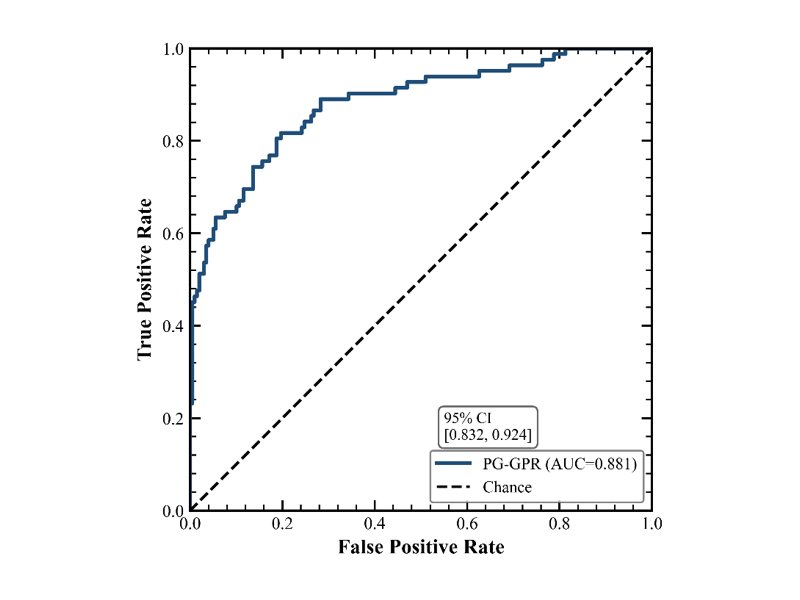 1.0
0.8
0.6
0.4
0.2
0.0
True Positive Rate
95% CI
[0.832, 0.924]
PG-GPR (AUC=0.881)
Chance
0.0 0.2 0.4 0.6 0.8 1.0
False Positive Rate